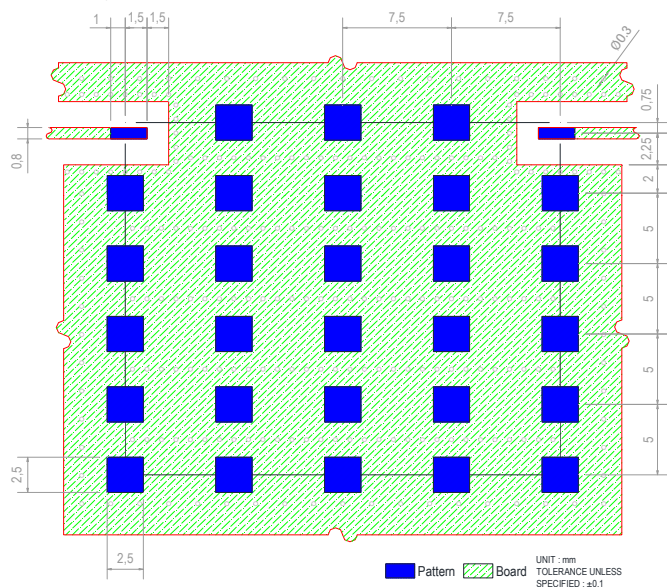 1
1,5
1,5
7,5
7,5
Ø0.3
0,75
2,25
0,8
2
5
5
5
5
2,5
2,5
Pattern
Board
UNIT : mm
TOLERANCE UNLESS
SPECIFIED : ±0.1